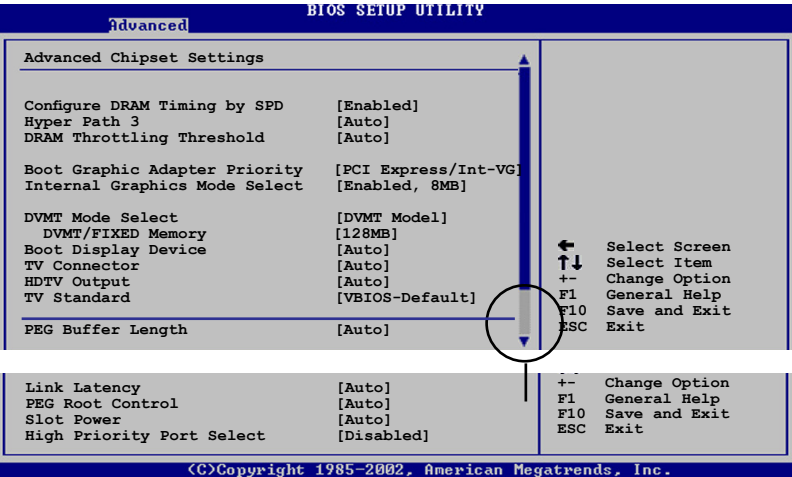 BIOS SETUP UTILITY
Advanced
Advanced Chipset Settings
Configure DRAM Timing by SPD [Enabled]
Hyper Path 3 [Auto]
DRAM Throttling Threshold [Auto]
Boot Graphic Adapter Priority [PCI Express/Int-VG]
Internal Graphics Mode Select [Enabled, 8MB]
DVMT Mode Select [DVMT Model]
DVMT/FIXED Memory [128MB]
Boot Display Device [Auto]
TV Connector [Auto]
HDTV Output [Auto]
TV Standard [VBIOS-Default]
PEG Buffer Length [Auto]
← Select Screen
↑↓ Select Item
+- Change Option
F1 General Help
F10 Save and Exit
ESC Exit
Link Latency [Auto]
PEG Root Control [Auto]
Slot Power [Auto]
High Priority Port Select [Disabled]
+- Change Option
F1 General Help
F10 Save and Exit
ESC Exit
(C)Copyright 1985-2002, American Megatrends, Inc.